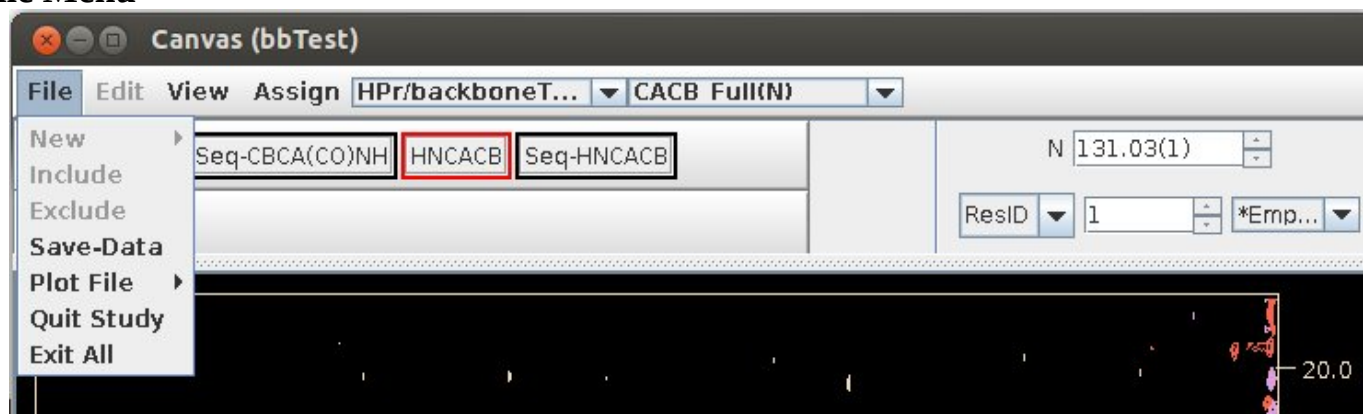 Menu
Canvas (bbTest)
File Edit View Assign HPr/backboneT... CACB Full(N)
New
Include
Exclude
Save-Data
Plot File
Quit Study
Exit All
Seq-CBCA(CO)NH HNCACB Seq-HNCACB
N 131.03(1)
ResID 1 *Emp...
20.0